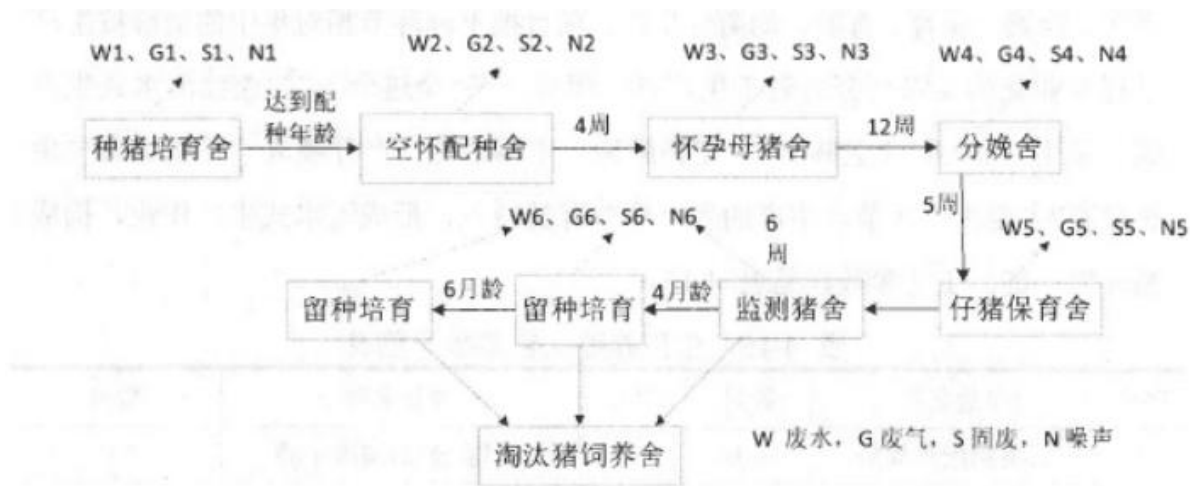 W1、G1、S1、N1
W2、G2、S2、N2
W3、G3、S3、N3
W4、G4、S4、N4
种猪培育舍
达到配
种年龄
空怀配种舍
4周
怀孕母猪舍
12周
分娩舍
5周
W5、G5、S5、N5
W6、G6、S6、N6
6
周
留种培育
6月龄
留种培育
4月龄
监测猪舍
仔猪保育舍
淘汰猪饲养舍
W 废水，G 废气，S 固废，N 噪声